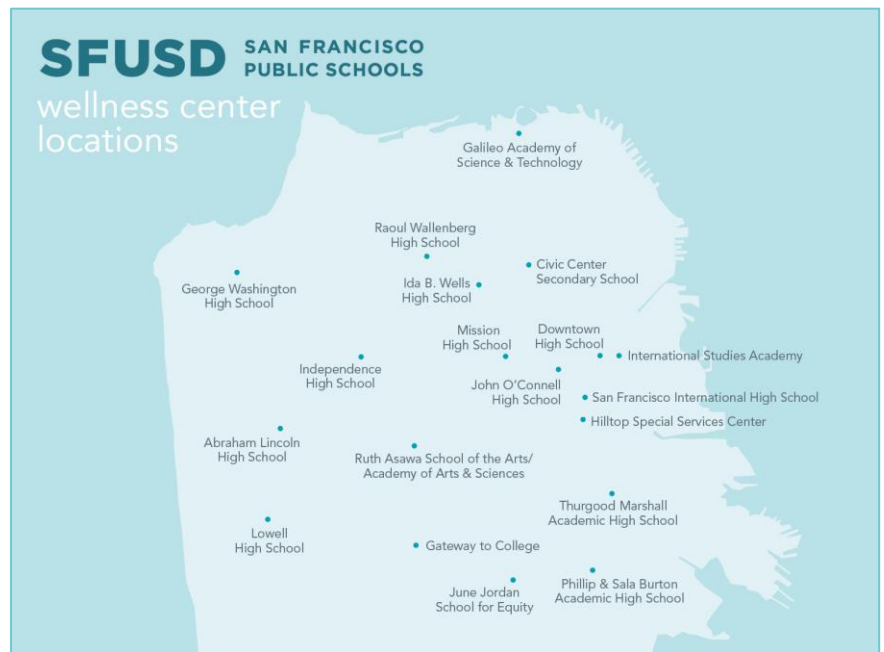 SFUSD SAN FRANCISCO
PUBLIC SCHOOLS
wellness center
locations
Galileo Academy of
Science & Technology
Raoul Wallenberg
High School
Civic Center
Secondary School
George Washington
High School
Ida B. Wells
High School
Mission
High School
Downtown
High School
International Studies Academy
Independence
High School
John O'Connell
High School
San Francisco International High School
Hilltop Special Services Center
Abraham Lincoln
High School
Ruth Asawa School of the Arts/
Academy of Arts & Sciences
Thurgood Marshall
Academic High School
Lowell
High School
Gateway to College
June Jordan
School for Equity
Phillip & Sala Burton
Academic High School